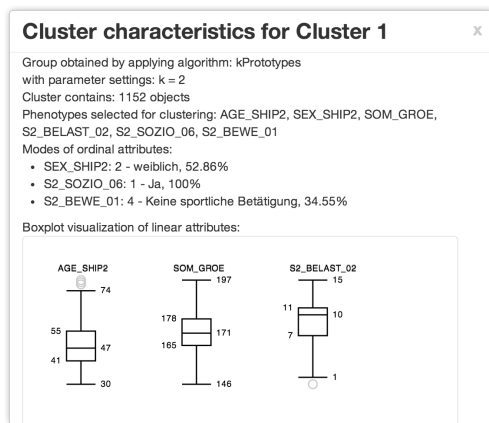 Cluster characteristics for Cluster 1
x
Group obtained by applying algorithm: kPrototypes
with parameter settings: k = 2
Cluster contains: 1152 objects
Phenotypes selected for clustering: AGE_SHIP2, SEX_SHIP2, SOM_GROE,
S2_BELAST_02, S2_SOZIO_06, S2_BEWE_01
Modes of ordinal attributes:
• SEX_SHIP2: 2 - weiblich, 52.86%
• S2_SOZIO_06: 1 - Ja, 100%
• S2_BEWE_01: 4 - Keine sportliche Betätigung, 34.55%
Boxplot visualization of linear attributes:
AGE_SHIP2 SOM_GROE S2_BELAST_02
74 197 15
55 178 11
47 171 10
41 165 7
30 146 1